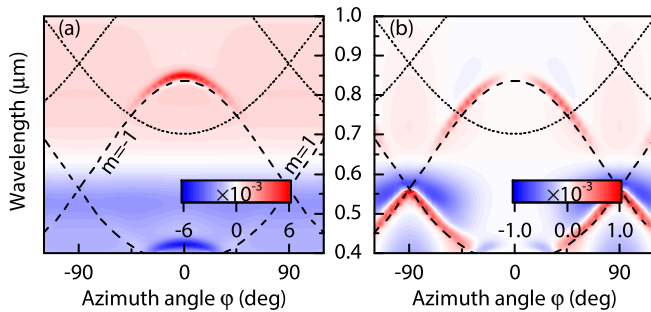 (a)
(b)
Wavelength (μm)
1.0
0.9
0.8
0.7
0.6
0.5
0.4
m=-1
m=1
×10⁻³
-6 0 6
×10⁻³
-1.0 0.0 1.0
-90 0 90
-90 0 90
Azimuth angle φ (deg)
Azimuth angle φ (deg)